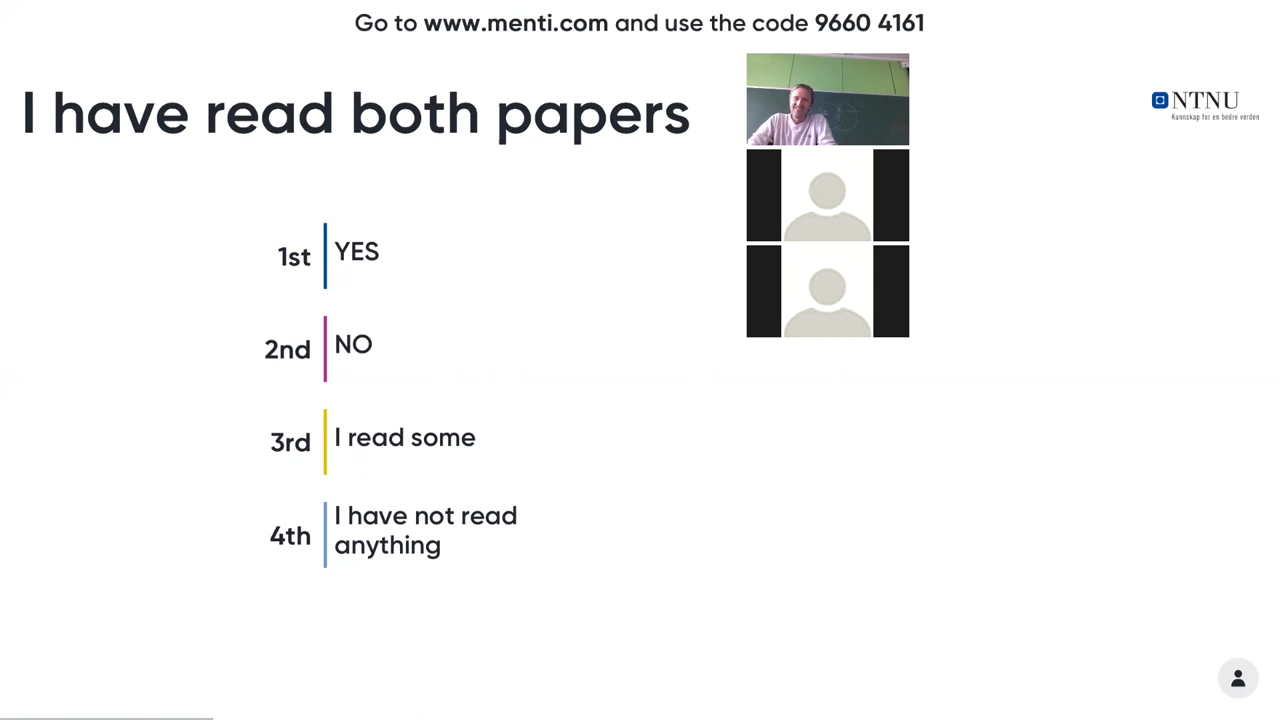 Go to www.menti.com and use the code 9660 4161
I have read both papers
NTNU
Kunnskap for en bedre verden
1st
YES
2nd
NO
3rd
I read some
4th
I have not read
anything